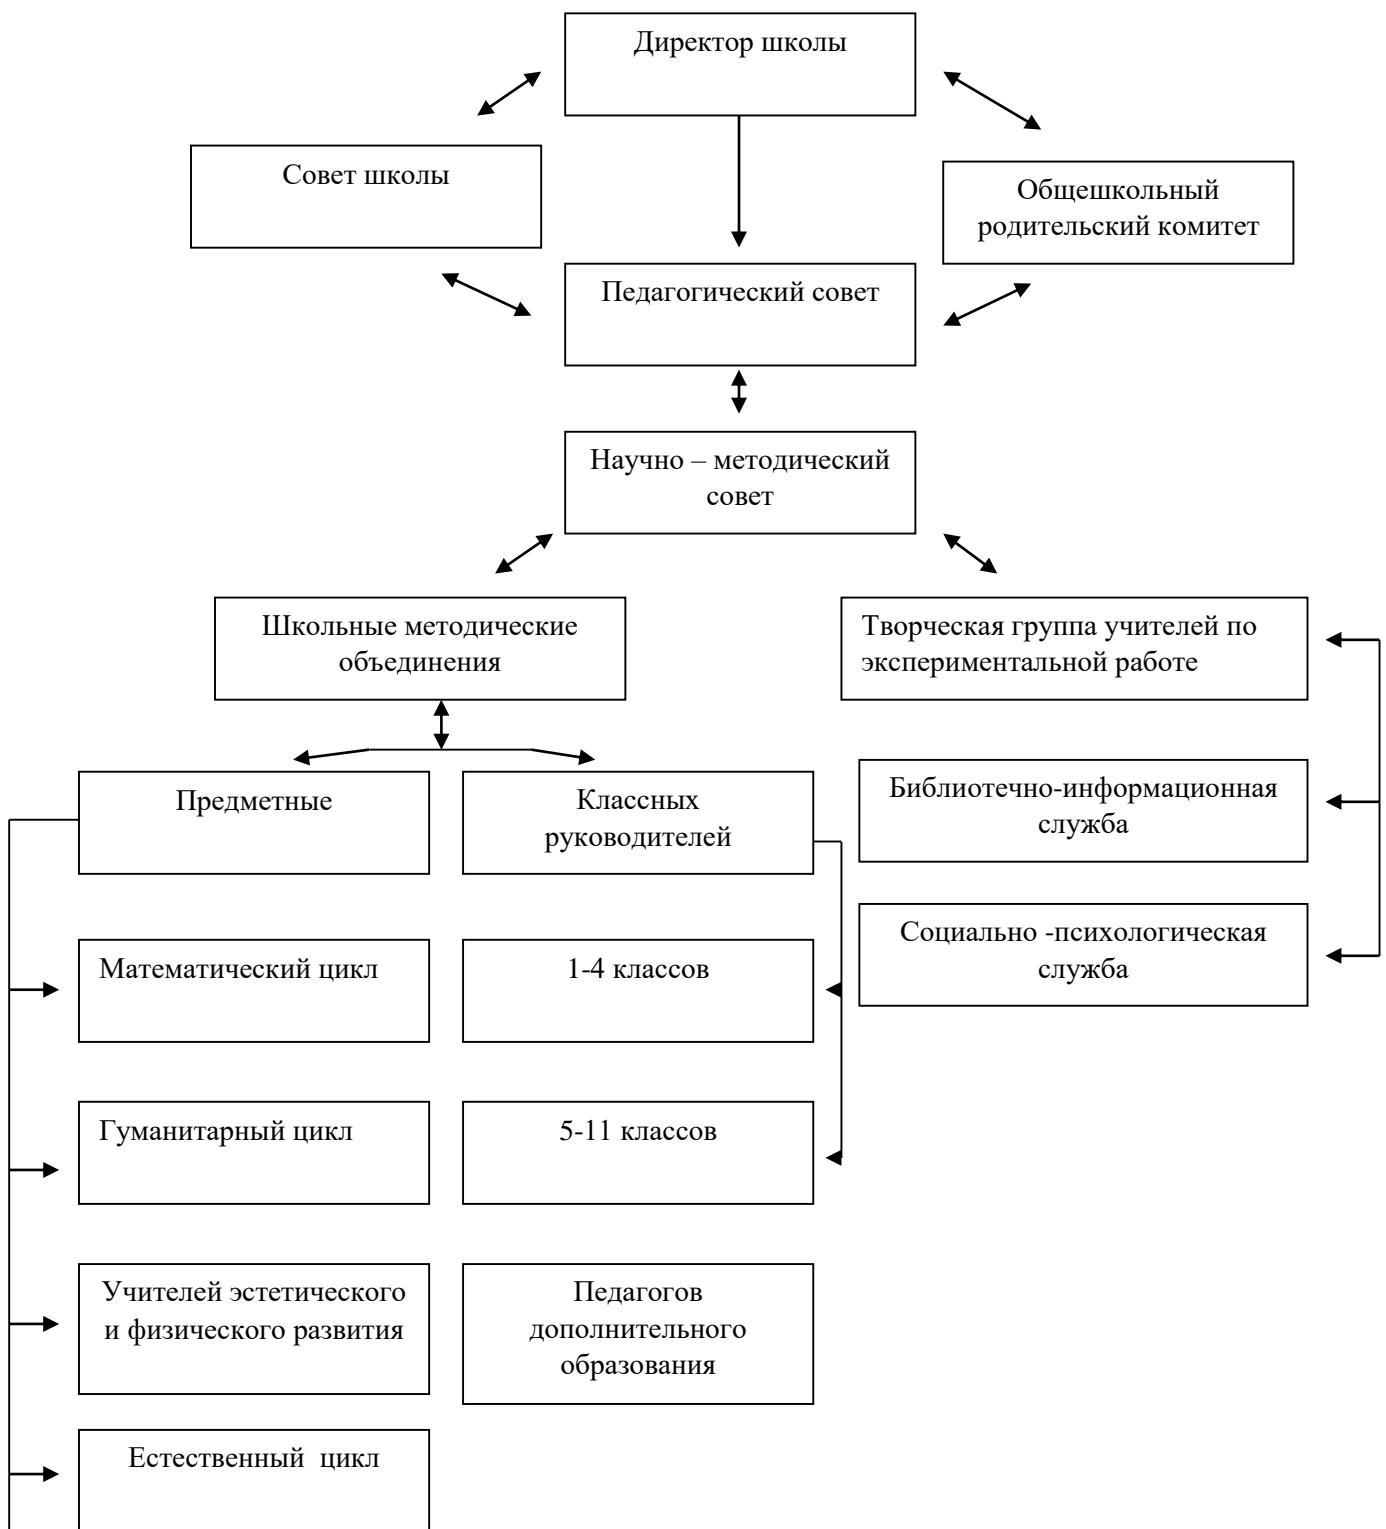 Директор школы
Совет школы
Общешкольный
родительский комитет
Педагогический совет
Научно – методический
совет
Школьные методические
объединения
Творческая группа учителей по
экспериментальной работе
Предметные
Классных
руководителей
Библиотечно-информационная
служба
Социально -психологическая
служба
Математический цикл
1-4 классов
Гуманитарный цикл
5-11 классов
Учителей эстетического
и физического развития
Педагогов
дополнительного
образования
Естественный  цикл